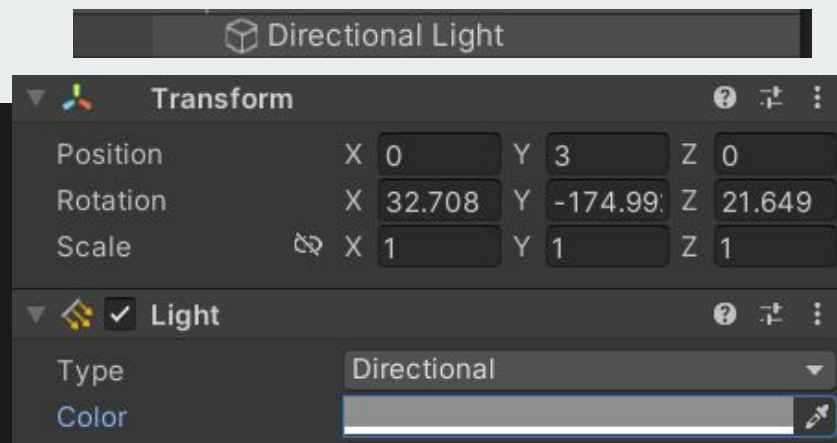 Directional Light
Transform
Position X 0 Y 3 Z 0
Rotation X 32.708 Y -174.99 Z 21.649
Scale X 1 Y 1 Z 1
Light
Type Directional
Color